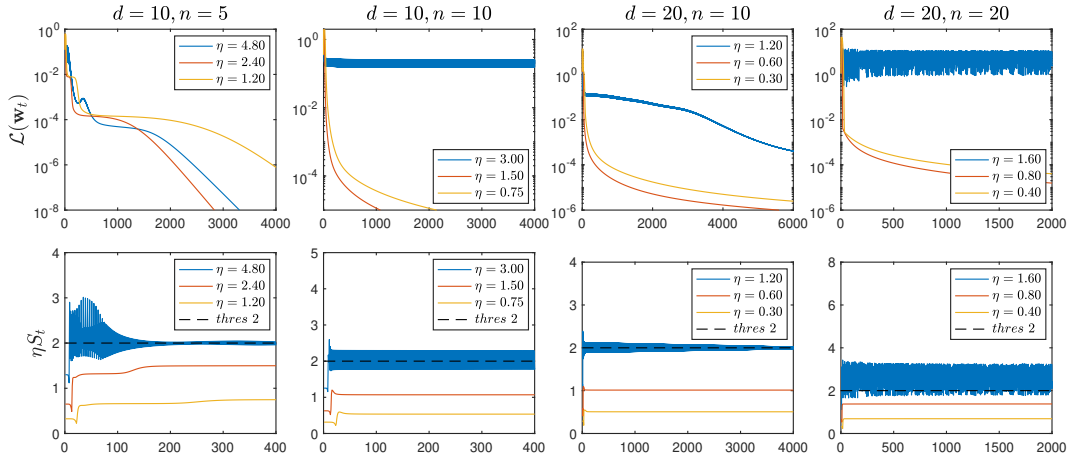 d = 10, n = 5
d = 10, n = 10
d = 20, n = 10
d = 20, n = 20
L(w_t)
10^0
10^-2
10^-4
10^-6
10^-8
0 1000 2000 3000 4000
η = 4.80
η = 2.40
η = 1.20
10^0
10^-2
10^-4
0 1000 2000 3000 4000
η = 3.00
η = 1.50
η = 0.75
10^2
10^0
10^-2
10^-4
10^-6
0 2000 4000 6000
η = 1.20
η = 0.60
η = 0.30
10^2
10^0
10^-2
10^-4
10^-6
0 500 1000 1500 2000
η = 1.60
η = 0.80
η = 0.40
ηS_t
4
3
2
1
0
0 100 200 300 400
η = 4.80
η = 2.40
η = 1.20
thres 2
5
4
3
2
1
0
0 100 200 300 400
η = 3.00
η = 1.50
η = 0.75
thres 2
4
3
2
1
0
0 1000 2000 3000 4000
η = 1.20
η = 0.60
η = 0.30
thres 2
8
6
4
2
0
0 500 1000 1500 2000
η = 1.60
η = 0.80
η = 0.40
thres 2